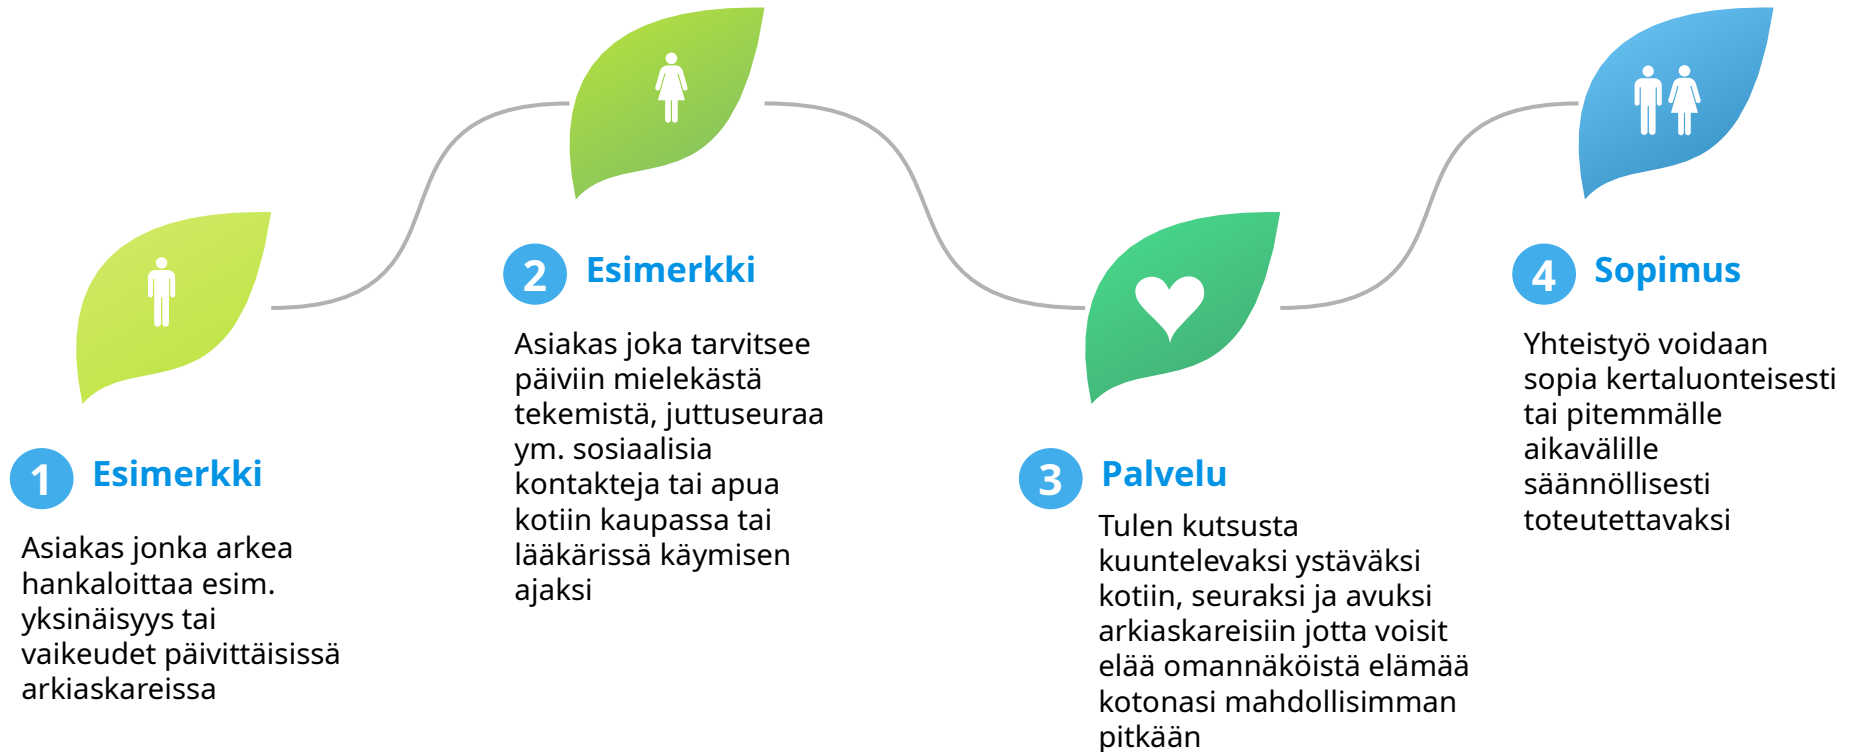 1
Esimerkki
Asiakas jonka arkea
hankaloittaa esim.
yksinäisyys tai
vaikeudet päivittäisissä
arkiaskareissa
2
Esimerkki
Asiakas joka tarvitsee
päiviin mielekästä
tekemistä, juttuseuraa
ym. sosiaalisia
kontakteja tai apua
kotiin kaupassa tai
lääkärissä käymisen
ajaksi
3
Palvelu
Tulen kutsusta
kuuntelevaksi ystäväksi
kotiin, seuraksi ja avuksi
arkiaskareisiin jotta voisit
elää omannäköistä elämää
kotonasi mahdollisimman
pitkään
4
Sopimus
Yhteistyö voidaan
sopia kertaluonteisesti
tai pitemmälle
aikavälille
säännöllisesti
toteutettavaksi